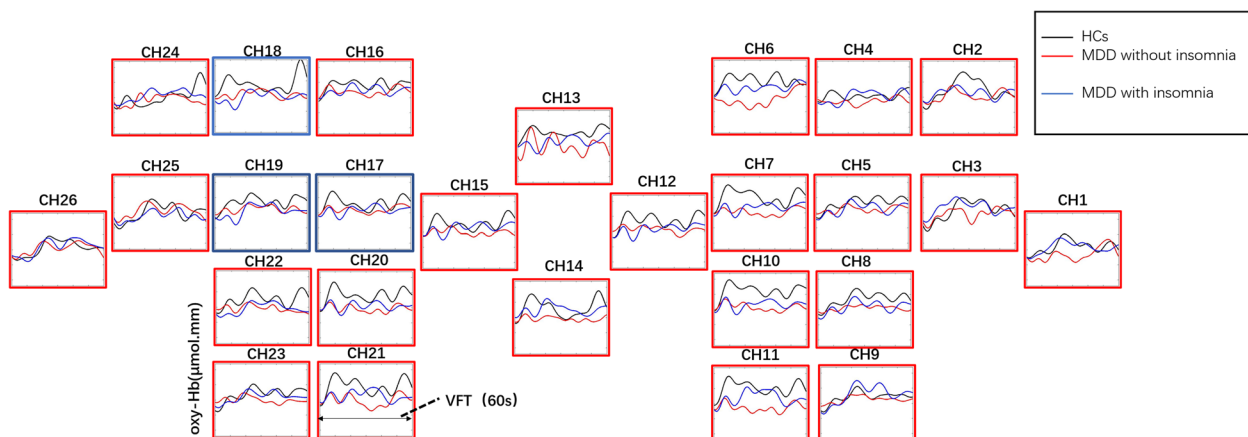 HCs
MDD without insomnia
MDD with insomnia
CH24
CH18
CH16
CH6
CH4
CH2
CH13
CH25
CH19
CH17
CH7
CH5
CH3
CH26
CH15
CH12
CH1
CH22
CH20
CH14
CH10
CH8
CH23
CH21
CH11
CH9
oxy-Hb(μmol.mm)
VFT (60s)